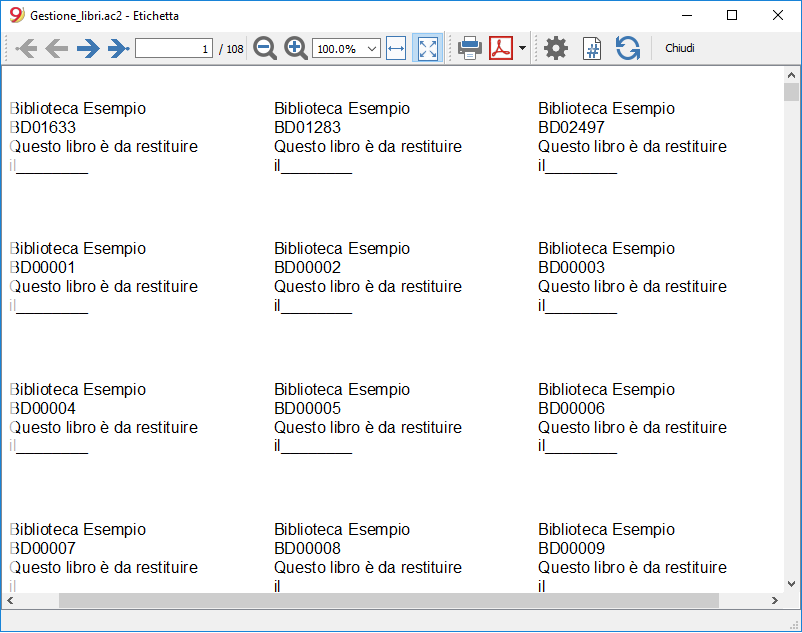 Gestione_libri.ac2 - Etichetta
1 / 108 100.0% Chiudi
Biblioteca Esempio Biblioteca Esempio Biblioteca Esempio
BD01633 BD01283 BD02497
Questo libro è da restituire Questo libro è da restituire Questo libro è da restituire
il________ il________ il________
Biblioteca Esempio Biblioteca Esempio Biblioteca Esempio
BD00001 BD00002 BD00003
Questo libro è da restituire Questo libro è da restituire Questo libro è da restituire
il________ il________ il________
Biblioteca Esempio Biblioteca Esempio Biblioteca Esempio
BD00004 BD00005 BD00006
Questo libro è da restituire Questo libro è da restituire Questo libro è da restituire
il________ il________ il________
Biblioteca Esempio Biblioteca Esempio Biblioteca Esempio
BD00007 BD00008 BD00009
Questo libro è da restituire Questo libro è da restituire Questo libro è da restituire
il il il